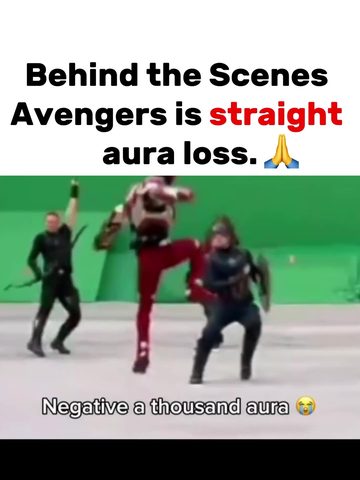 Behind the Scenes
Avengers is straight
aura loss. 🙏
Negative a thousand aura 😭